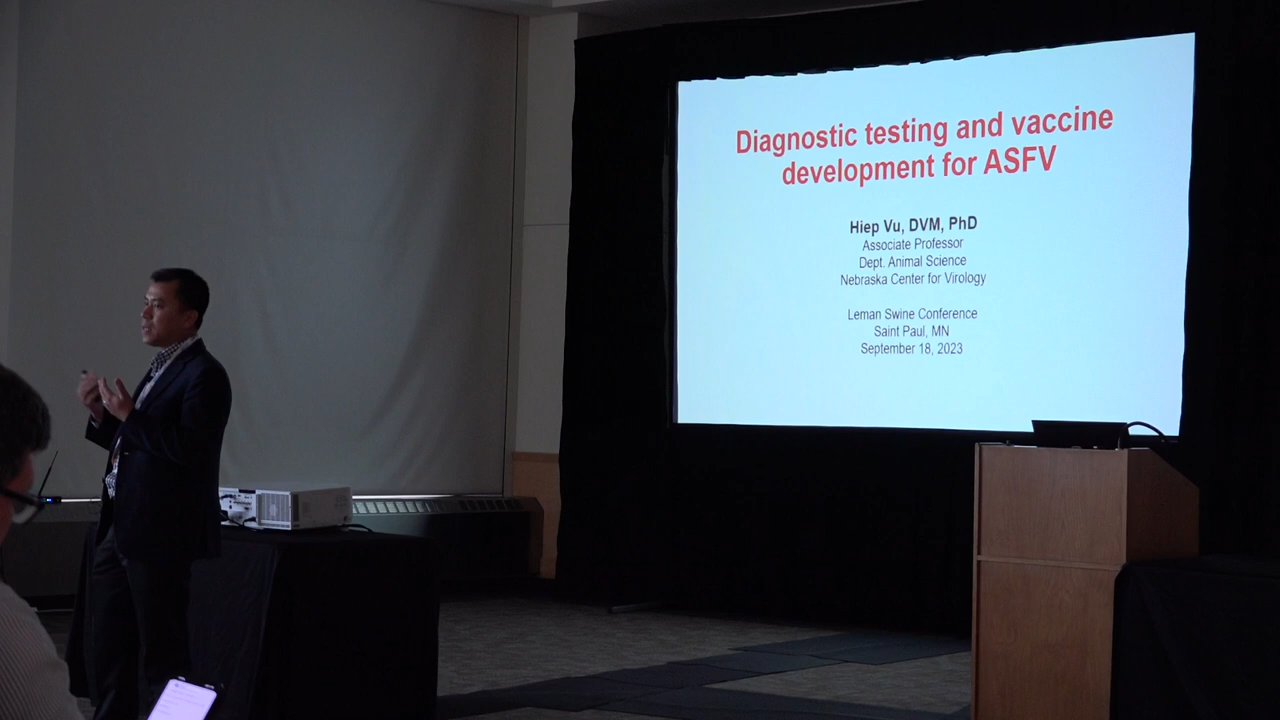 Diagnostic testing and vaccine
development for ASFV
Hiep Vu, DVM, PhD
Associate Professor
Dept. Animal Science
Nebraska Center for Virology
Leman Swine Conference
Saint Paul, MN
September 18, 2023